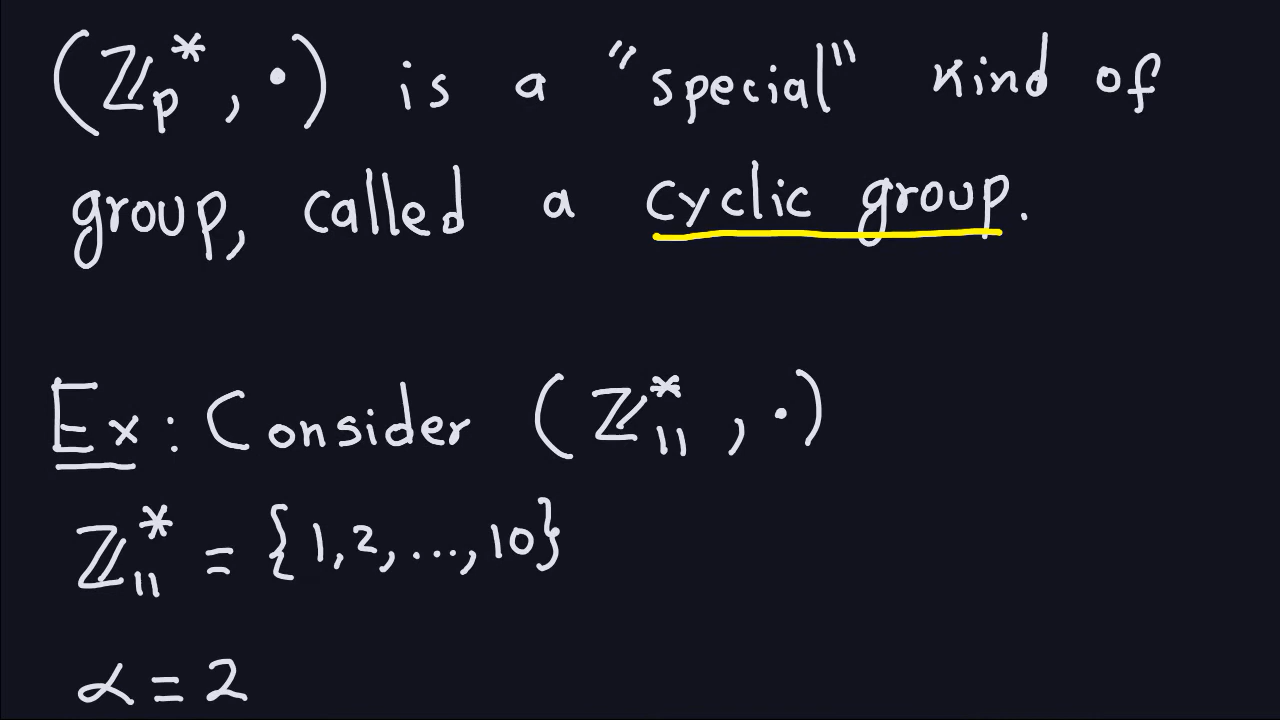 (ℤₚ*, ·) is a "special" kind of
group, called a cyclic group.
Ex: Consider (ℤ₁₁*, ·)
ℤ₁₁* = {1, 2, ..., 10}
α = 2